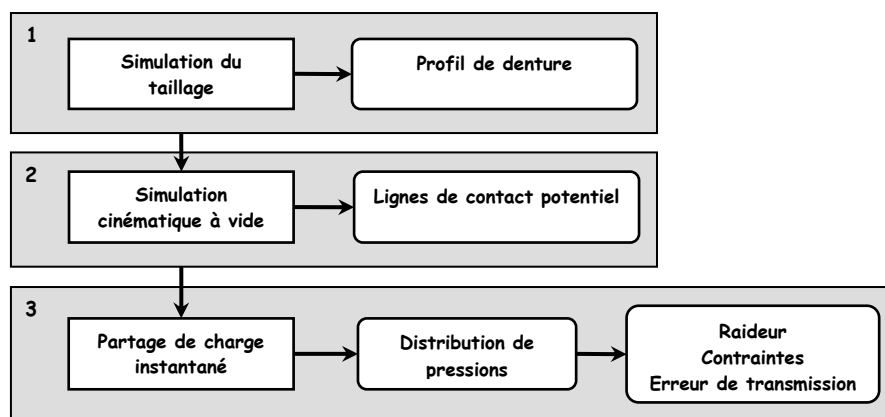 1
Simulation du
taillage
Profil de denture
2
Simulation
cinématique à vide
Lignes de contact potentiel
3
Partage de charge
instantané
Distribution de
pressions
Raideur
Contraintes
Erreur de transmission